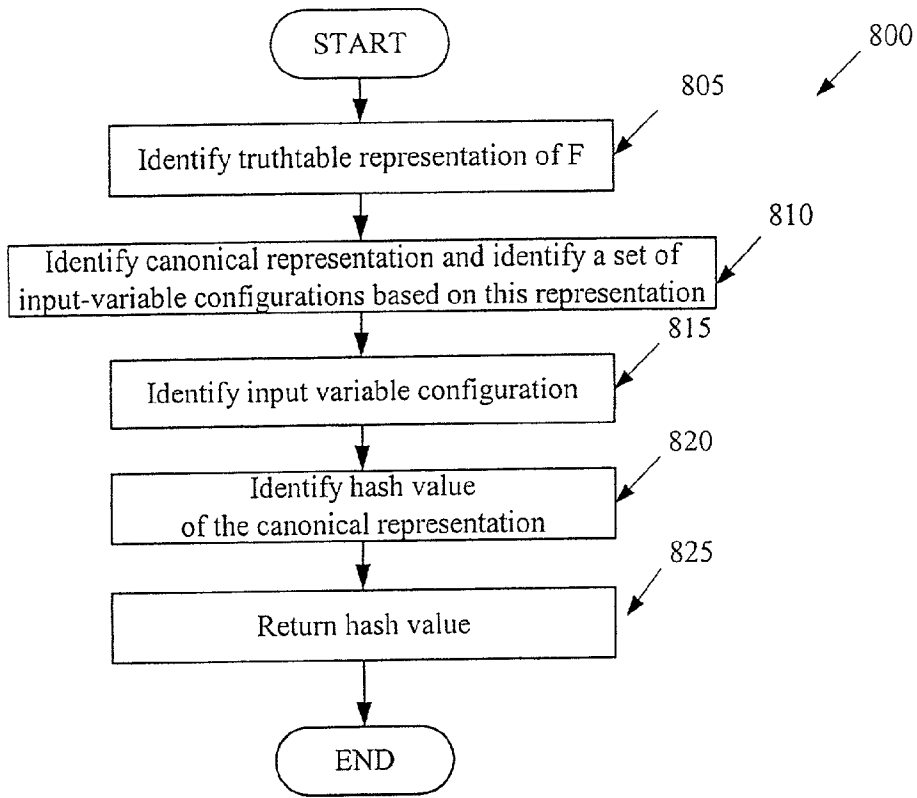 START
800
805
Identify truthtable representation of F
810
Identify canonical representation and identify a set of
input-variable configurations based on this representation
815
Identify input variable configuration
820
Identify hash value
of the canonical representation
825
Return hash value
END